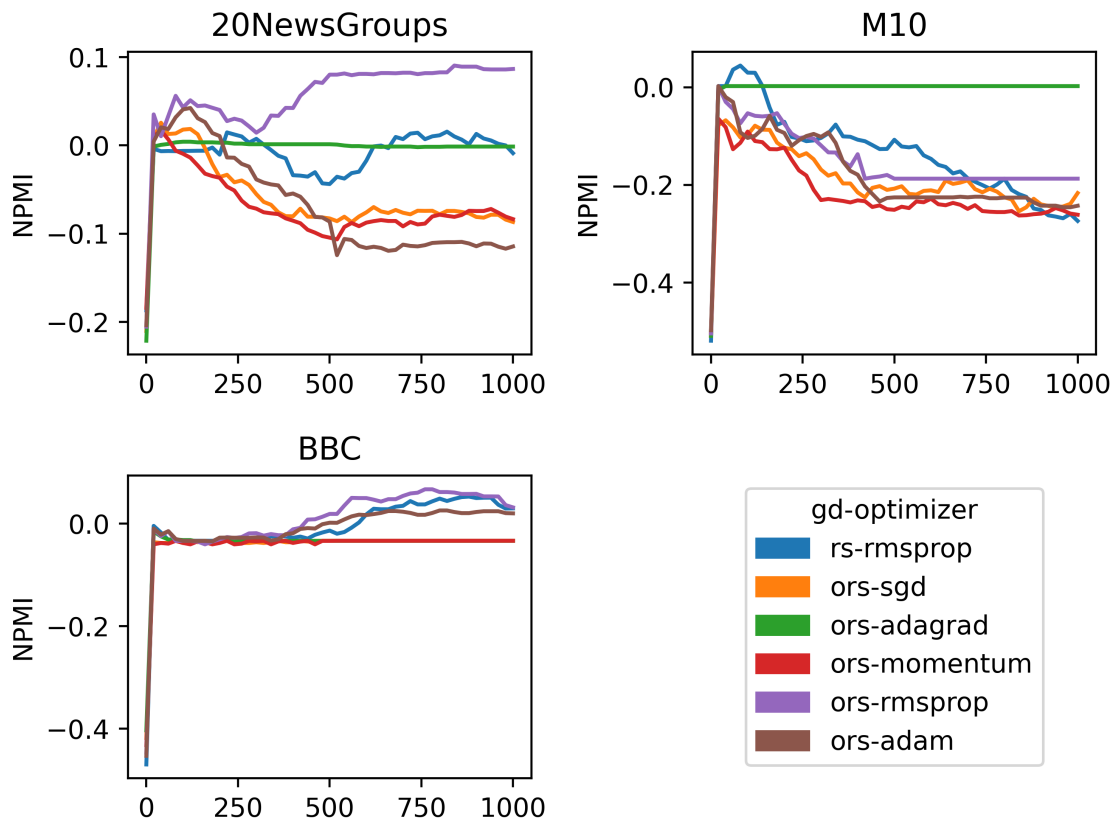 20NewsGroups
NPMI
0.1
0.0
−0.1
−0.2
0 250 500 750 1000
M10
NPMI
0.0
−0.2
−0.4
0 250 500 750 1000
BBC
NPMI
0.0
−0.2
−0.4
0 250 500 750 1000
gd-optimizer
rs-rmsprop
ors-sgd
ors-adagrad
ors-momentum
ors-rmsprop
ors-adam